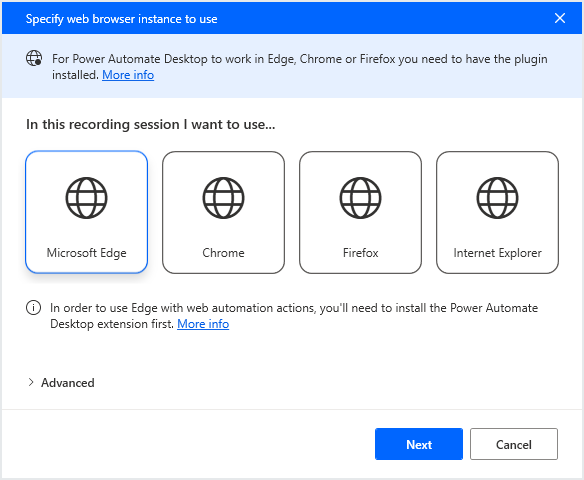 Specify web browser instance to use
For Power Automate Desktop to work in Edge, Chrome or Firefox you need to have the plugin
installed. More info
In this recording session I want to use...
Microsoft Edge
Chrome
Firefox
Internet Explorer
In order to use Edge with web automation actions, you'll need to install the Power Automate
Desktop extension first. More info
Advanced
Next
Cancel